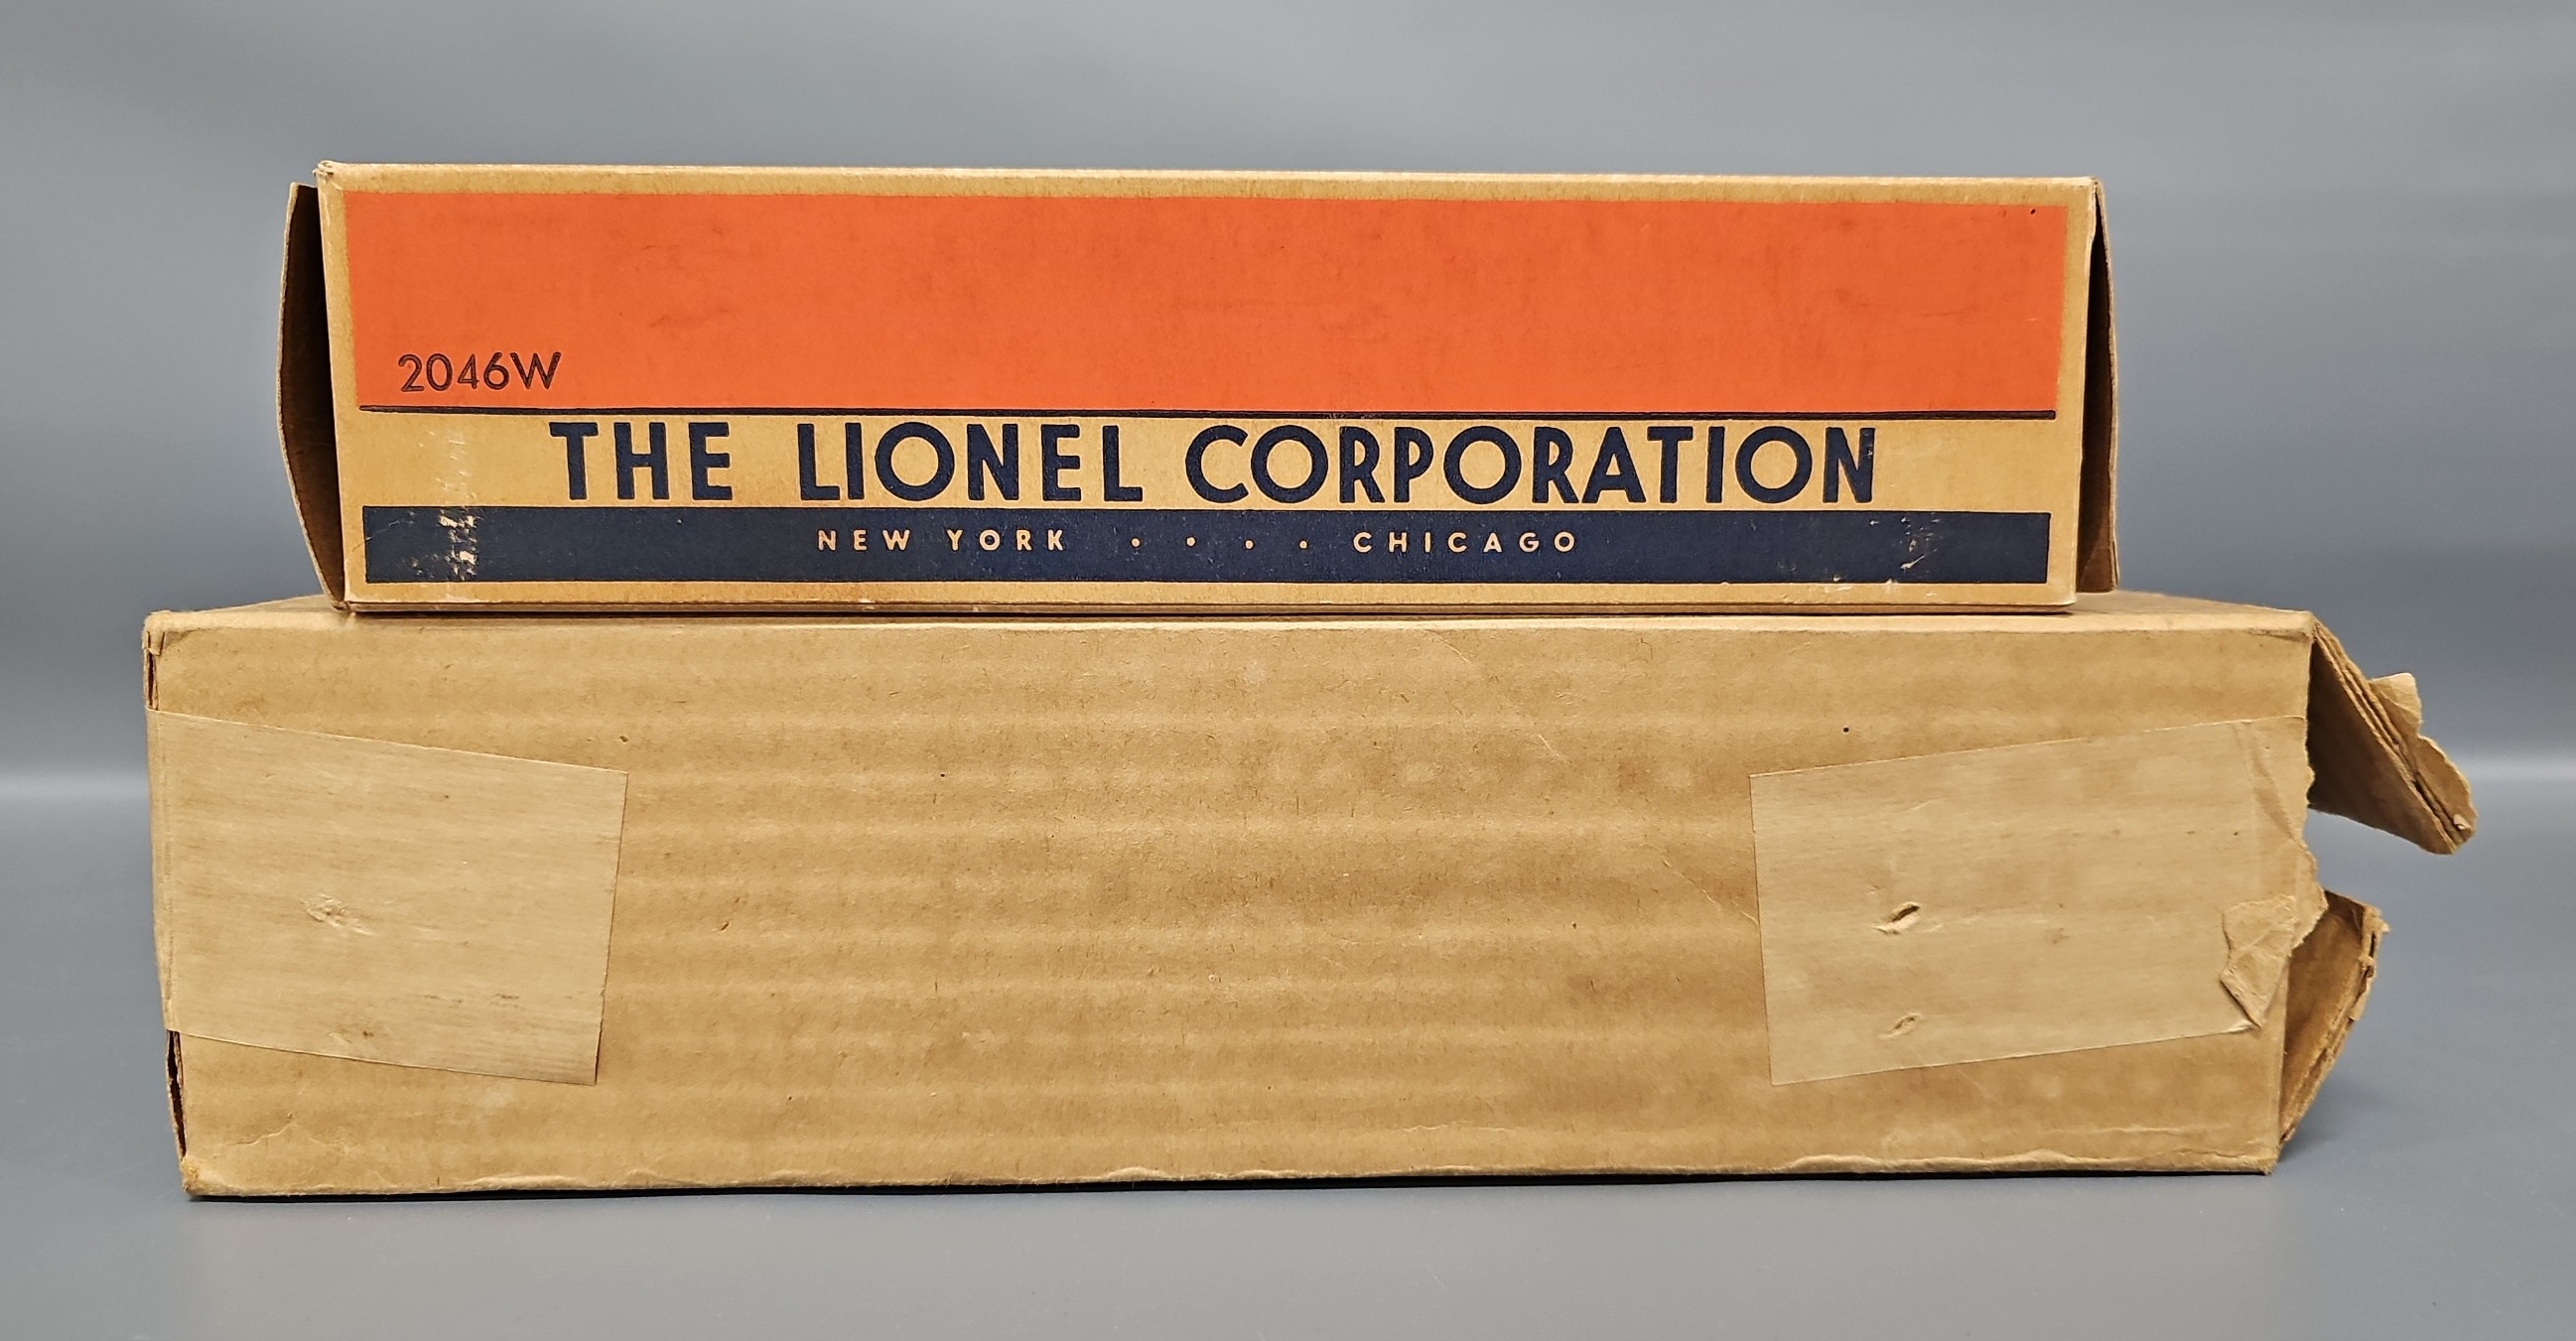 2046W
THE LIONEL CORPORATION
NEW YORK . . . . CHICAGO